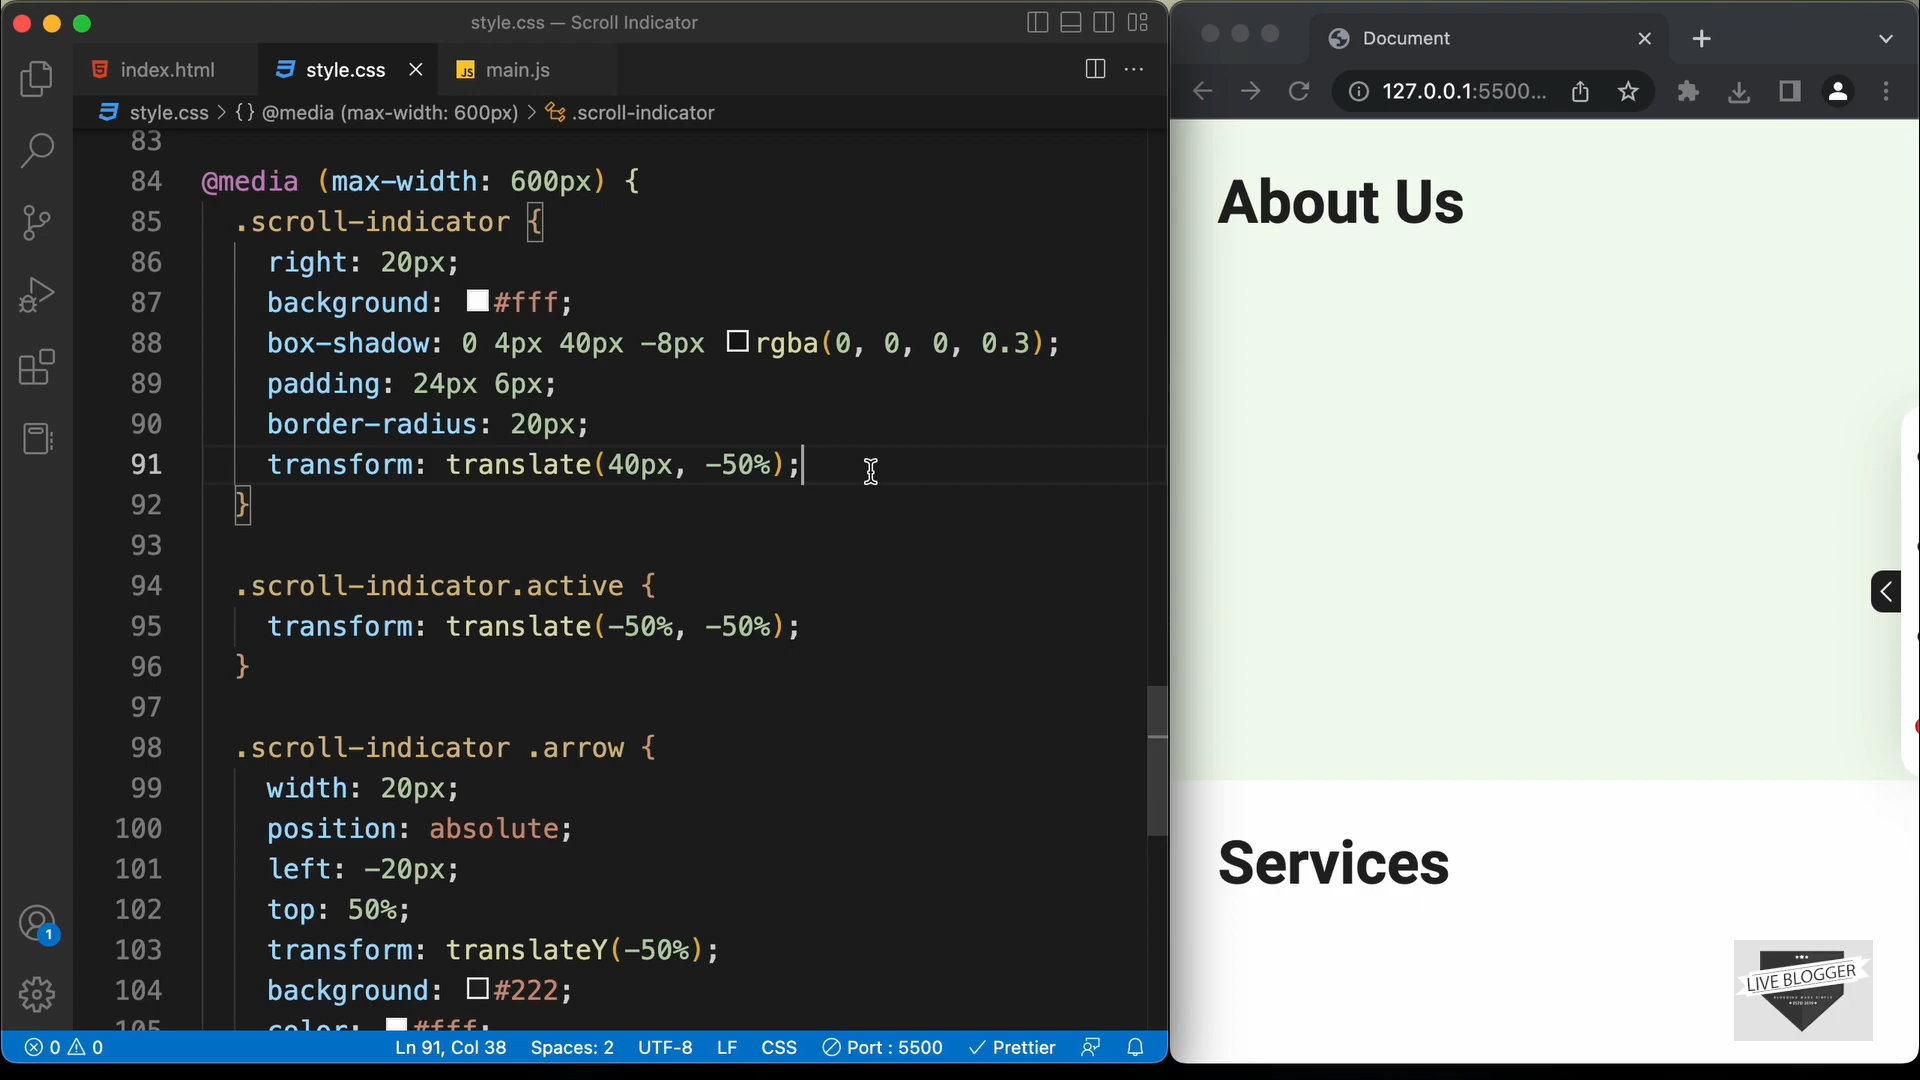 style.css — Scroll Indicator
index.html
style.css
JS main.js
style.css > {} @media (max-width: 600px) > .scroll-indicator
83
84 @media (max-width: 600px) {
85 .scroll-indicator {
86 right: 20px;
87 background: #fff;
88 box-shadow: 0 4px 40px -8px rgba(0, 0, 0, 0.3);
89 padding: 24px 6px;
90 border-radius: 20px;
91 transform: translate(40px, -50%);
92 }
93
94 .scroll-indicator.active {
95 transform: translate(-50%, -50%);
96 }
97
98 .scroll-indicator .arrow {
99 width: 20px;
100 position: absolute;
101 left: -20px;
102 top: 50%;
103 transform: translateY(-50%);
104 background: #222;
105 color: #fff;
1
0 0
Ln 91, Col 38
Spaces: 2
UTF-8
LF
CSS
Port : 5500
Prettier
Document
127.0.0.1:5500...
About Us
Services
LIVE BLOGGER